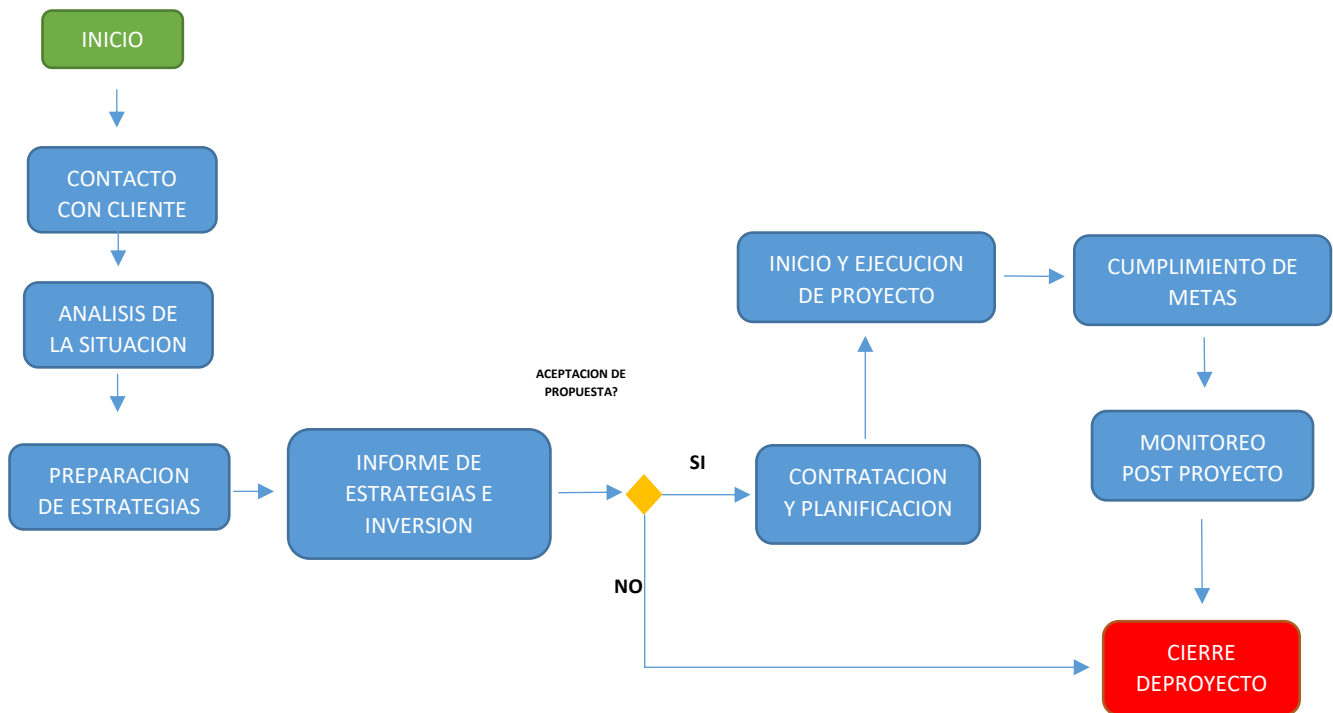 INICIO
CONTACTO
CON CLIENTE
ANALISIS DE
LA SITUACION
PREPARACION
DE ESTRATEGIAS
INFORME DE
ESTRATEGIAS E
INVERSION
ACEPTACION DE
PROPUESTA?
SI
NO
CONTRATACION
Y PLANIFICACION
INICIO Y EJECUCION
DE PROYECTO
CUMPLIMIENTO DE
METAS
MONITOREO
POST PROYECTO
CIERRE
DEPROYECTO